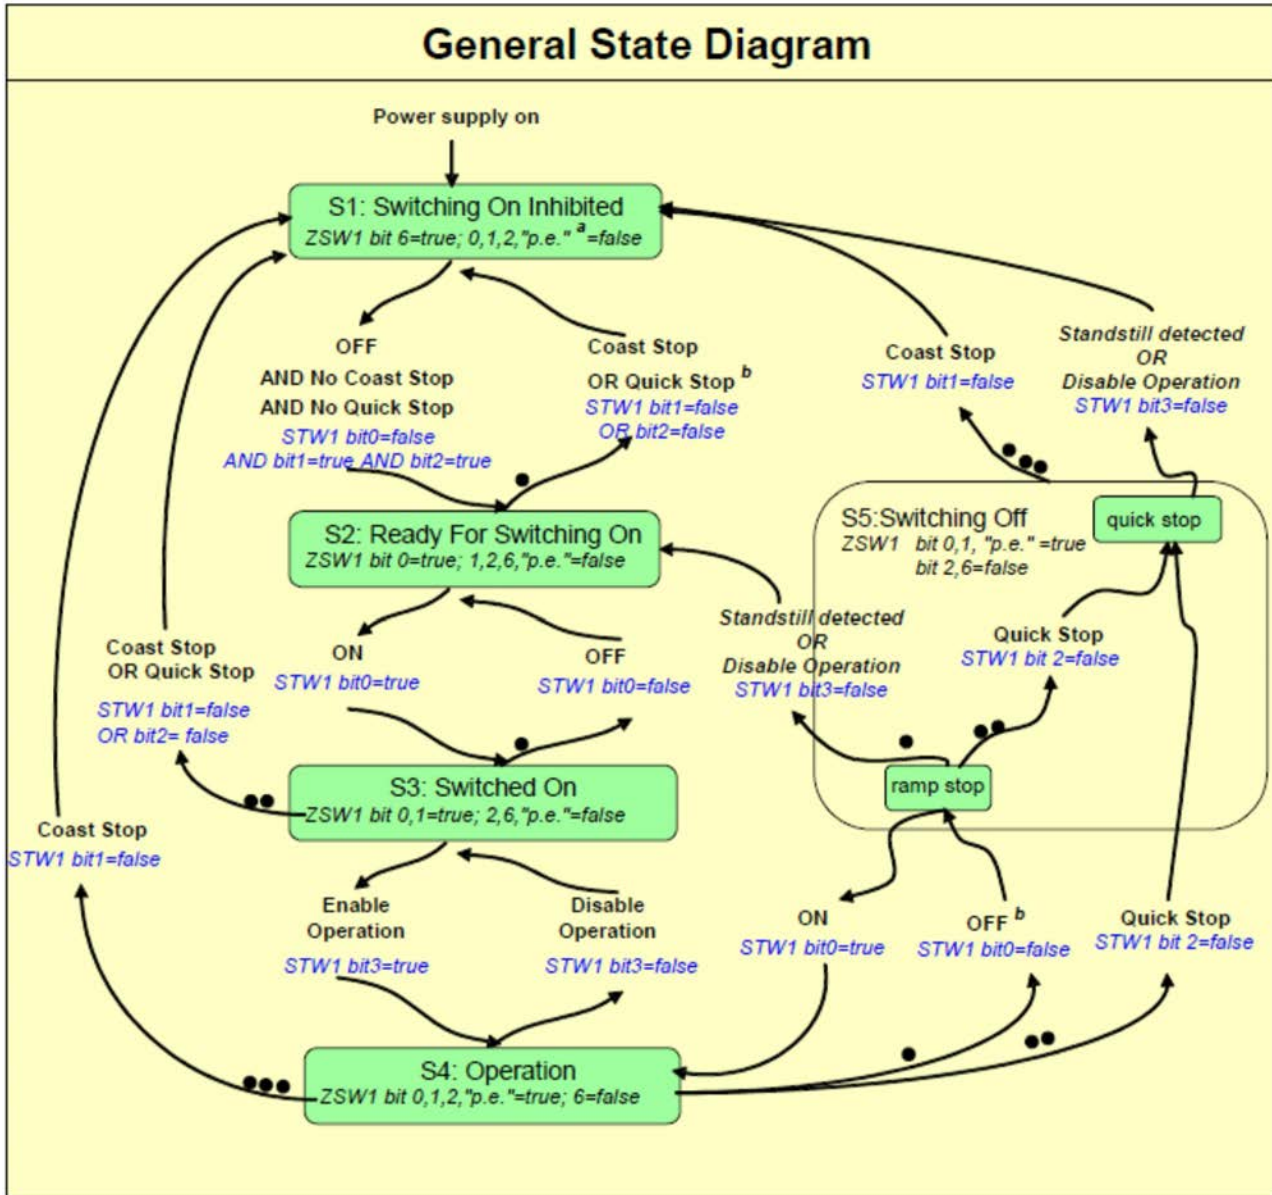 General State Diagram
Power supply on
S1: Switching On Inhibited
ZSW1 bit 6=true; 0,1,2,"p.e." a =false
OFF
AND No Coast Stop
AND No Quick Stop
STW1 bit0=false
AND bit1=true AND bit2=true
Coast Stop
OR Quick Stop b
STW1 bit1=false
OR bit2=false
Coast Stop
STW1 bit1=false
Standstill detected
OR
Disable Operation
STW1 bit3=false
S2: Ready For Switching On
ZSW1 bit 0=true; 1,2,6,"p.e."=false
S5:Switching Off
ZSW1 bit 0,1, "p.e." =true
bit 2,6=false
quick stop
Coast Stop
OR Quick Stop
STW1 bit1=false
OR bit2= false
ON
STW1 bit0=true
OFF
STW1 bit0=false
Standstill detected
OR
Disable Operation
STW1 bit3=false
Quick Stop
STW1 bit 2=false
S3: Switched On
ZSW1 bit 0,1=true; 2,6,"p.e."=false
ramp stop
Coast Stop
STW1 bit1=false
Enable
Operation
STW1 bit3=true
Disable
Operation
STW1 bit3=false
ON
STW1 bit0=true
OFF b
STW1 bit0=false
Quick Stop
STW1 bit 2=false
S4: Operation
ZSW1 bit 0,1,2,"p.e."=true; 6=false